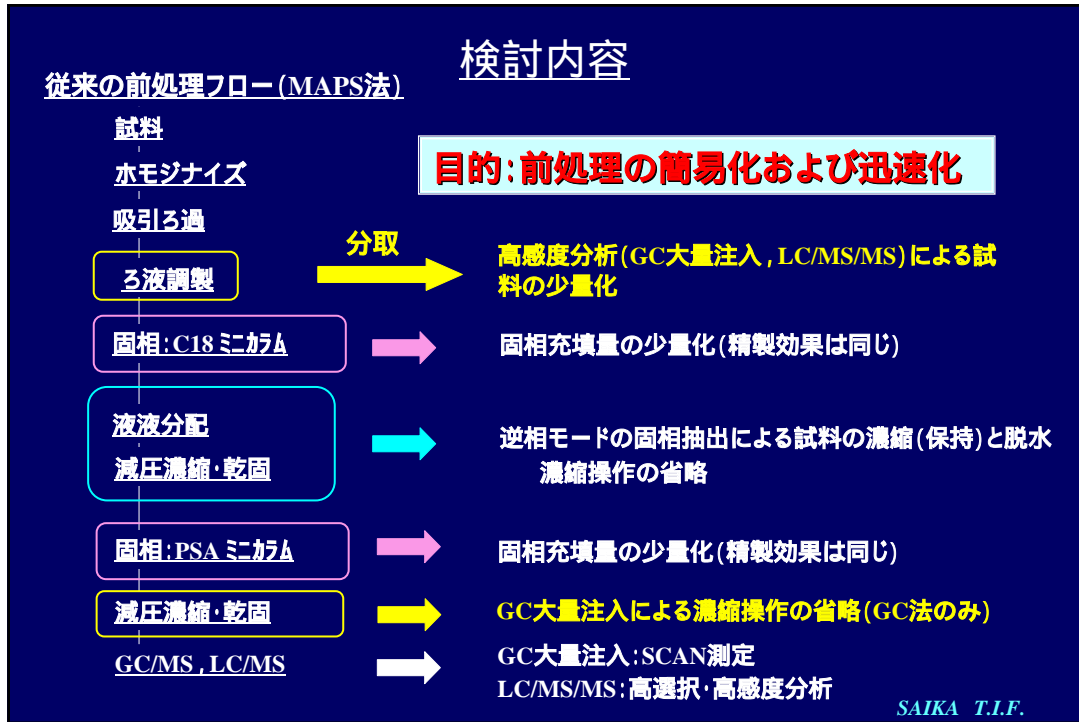 検討内容
従来の前処理フロー(MAPS法)
試料
ホモジナイズ
目的:前処理の簡易化および迅速化
吸引ろ過
分取
ろ液調製
高感度分析(GC大量注入,LC/MS/MS)による試
料の少量化
固相:C18 ミニカラム
固相充填量の少量化(精製効果は同じ)
液液分配
減圧濃縮・乾固
逆相モードの固相抽出による試料の濃縮(保持)と脱水
濃縮操作の省略
固相:PSA ミニカラム
固相充填量の少量化(精製効果は同じ)
減圧濃縮・乾固
GC大量注入による濃縮操作の省略(GC法のみ)
GC/MS,LC/MS
GC大量注入:SCAN測定
LC/MS/MS:高選択・高感度分析
SAIKA T.I.F.